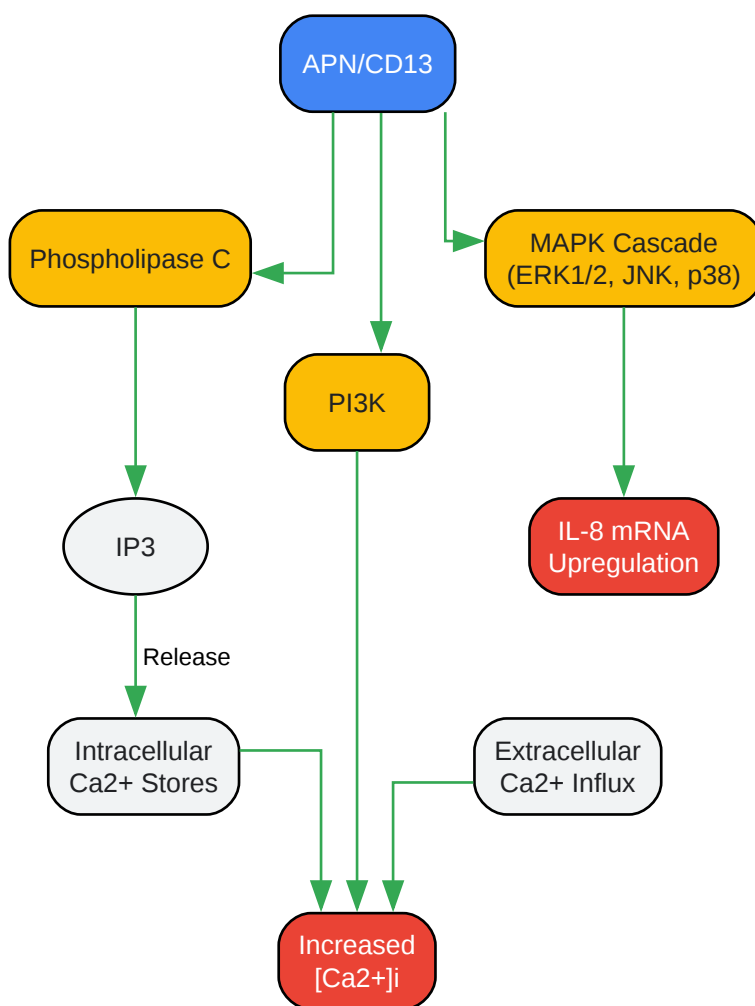 APN/CD13
Phospholipase C
MAPK Cascade
(ERK1/2, JNK, p38)
PI3K
IP3
IL-8 mRNA
Upregulation
Release
Intracellular
Ca2+ Stores
Extracellular
Ca2+ Influx
Increased
[Ca2+]i